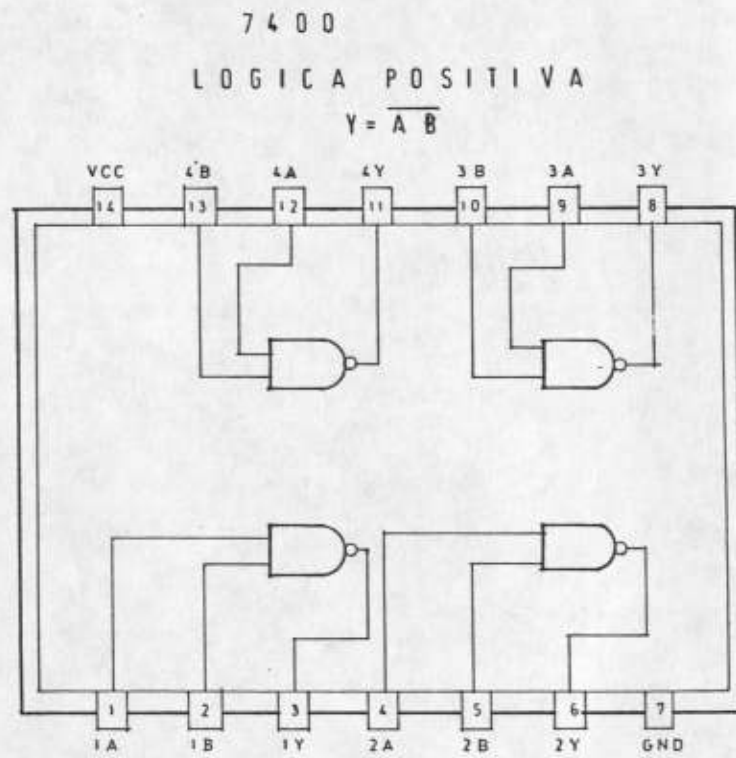 7400
LOGICA POSITIVA
Y = A B
VCC 4B 4A 4Y 3B 3A 3Y
14 13 12 11 10 9 8
1 2 3 4 5 6 7
1A 1B 1Y 2A 2B 2Y GND